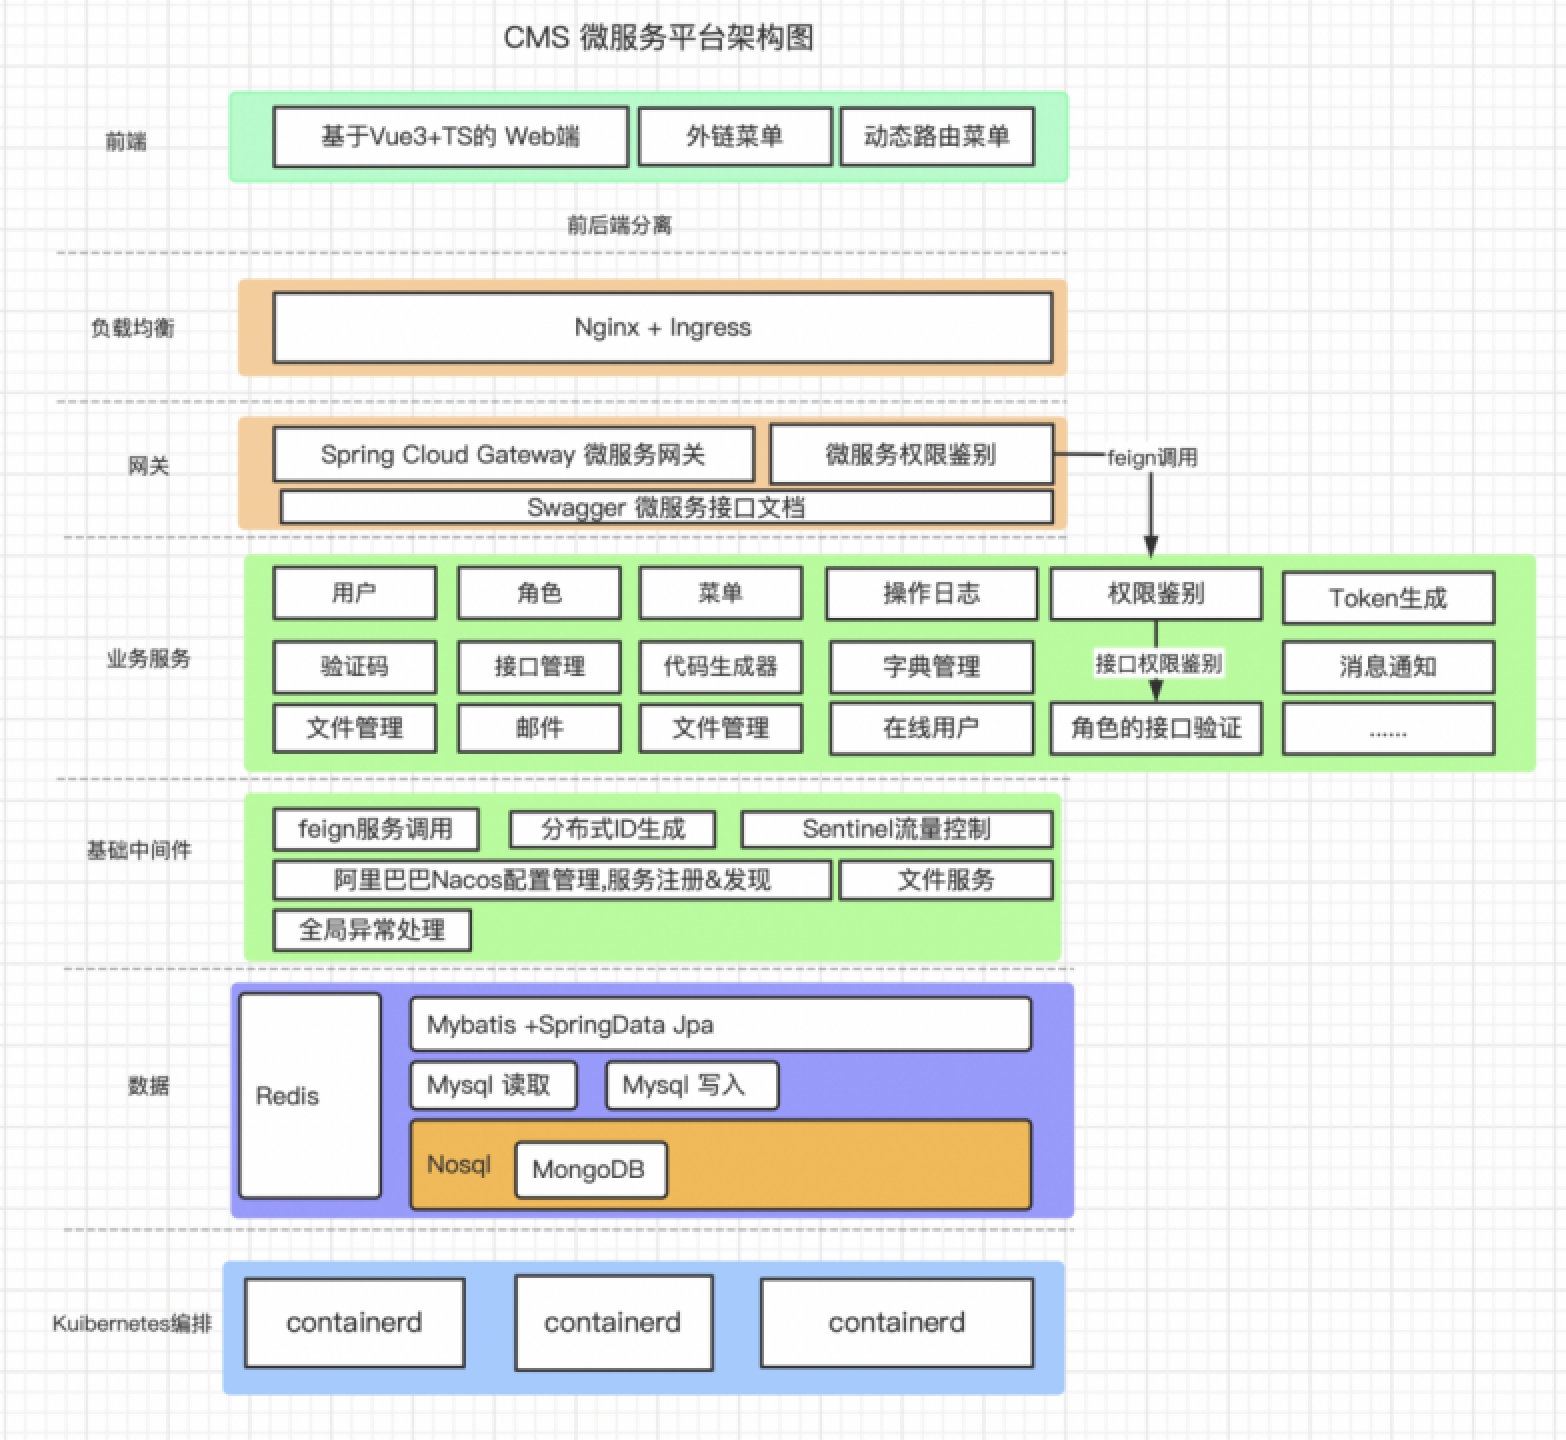 CMS 微服务平台架构图
前端
基于Vue3+TS的 Web端
外链菜单
动态路由菜单
前后端分离
负载均衡
Nginx + Ingress
网关
Spring Cloud Gateway 微服务网关
微服务权限鉴别
feign调用
Swagger 微服务接口文档
业务服务
用户
角色
菜单
操作日志
权限鉴别
Token生成
验证码
接口管理
代码生成器
字典管理
接口权限鉴别
消息通知
文件管理
邮件
文件管理
在线用户
角色的接口验证
......
基础中间件
feign服务调用
分布式ID生成
Sentinel流量控制
阿里巴巴Nacos配置管理,服务注册&发现
文件服务
全局异常处理
数据
Redis
Mybatis +SpringData Jpa
Mysql 读取
Mysql 写入
Nosql
MongoDB
Kuibernetes编排
containerd
containerd
containerd